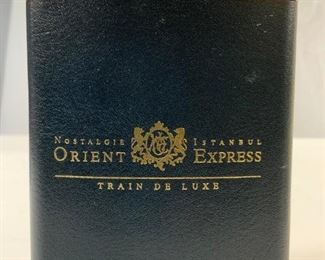 NOSTALGIE ISTANBUL
ORIENT EXPRESS
TRAIN DE LUXE